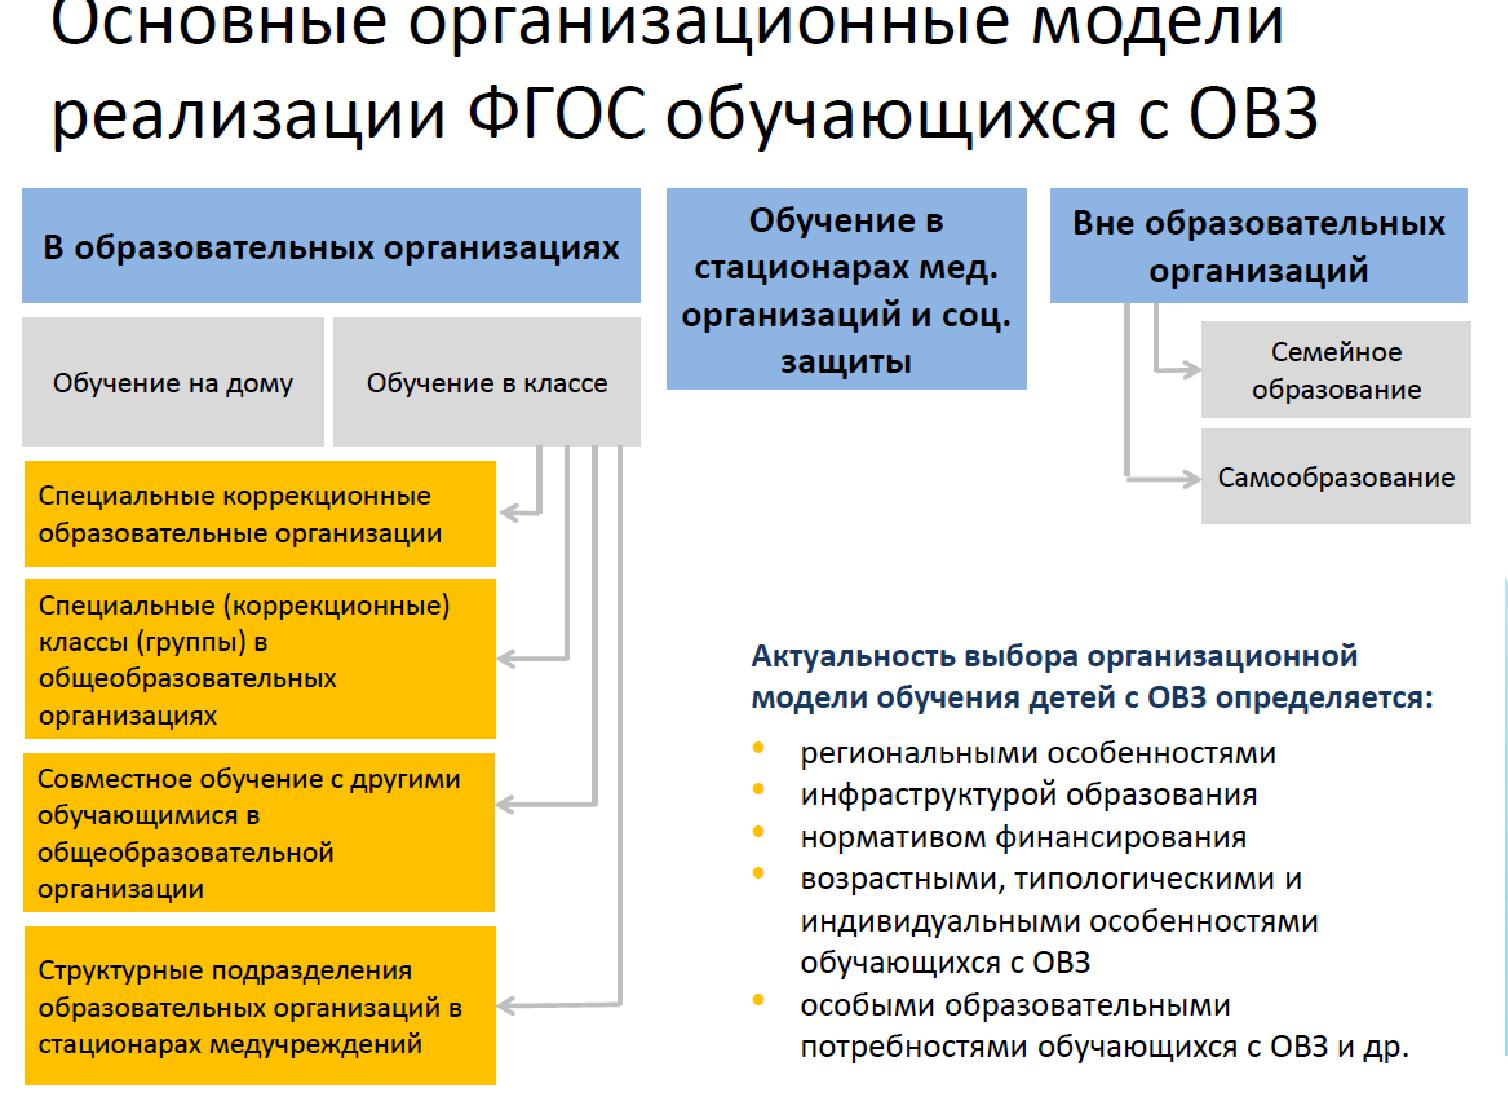 Основные организационные модели
реализации ФГОС обучающихся с ОВЗ
В образовательных организациях
Обучение на дому
Обучение в классе
Специальные коррекционные
образовательные организации
Специальные (коррекционные)
классы (группы) в
общеобразовательных
организациях
Совместное обучение с другими
обучающимися в
общеобразовательной
организации
Структурные подразделения
образовательных организаций в
стационарах медучреждений
Обучение в
стационарах мед.
организаций и соц.
защиты
Вне образовательных
организаций
Семейное
образование
Самообразование
Актуальность выбора организационной
модели обучения детей с ОВЗ определяется:
• региональными особенностями
• инфраструктурой образования
• нормативом финансирования
• возрастными, типологическими и
индивидуальными особенностями
обучающихся с ОВЗ
• особыми образовательными
потребностями обучающихся с ОВЗ и др.